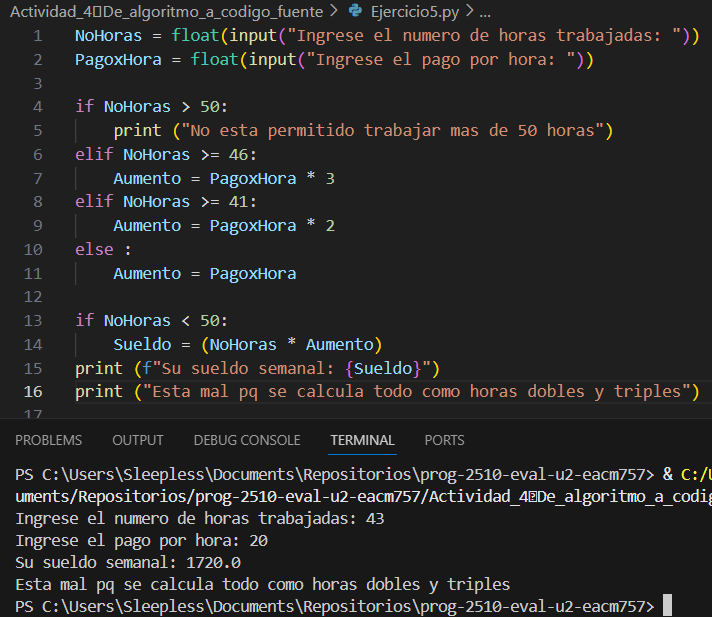 Actividad_4▯De_algoritmo_a_codigo_fuente > Ejercicio5.py > ...
1 NoHoras = float(input("Ingrese el numero de horas trabajadas: "))
2 PagoxHora = float(input("Ingrese el pago por hora: "))
3
4 if NoHoras > 50:
5     print ("No esta permitido trabajar mas de 50 horas")
6 elif NoHoras >= 46:
7     Aumento = PagoxHora * 3
8 elif NoHoras >= 41:
9     Aumento = PagoxHora * 2
10 else :
11     Aumento = PagoxHora
12
13 if NoHoras < 50:
14     Sueldo = (NoHoras * Aumento)
15 print (f"Su sueldo semanal: {Sueldo}")
16 print ("Esta mal pq se calcula todo como horas dobles y triples")
17
PROBLEMS OUTPUT DEBUG CONSOLE TERMINAL PORTS
PS C:\Users\Sleepless\Documents\Repositorios\prog-2510-eval-u2-eacm757> & C:/U
uments/Repositorios/prog-2510-eval-u2-eacm757/Actividad_4▯De_algoritmo_a_codig
Ingrese el numero de horas trabajadas: 43
Ingrese el pago por hora: 20
Su sueldo semanal: 1720.0
Esta mal pq se calcula todo como horas dobles y triples
PS C:\Users\Sleepless\Documents\Repositorios\prog-2510-eval-u2-eacm757>